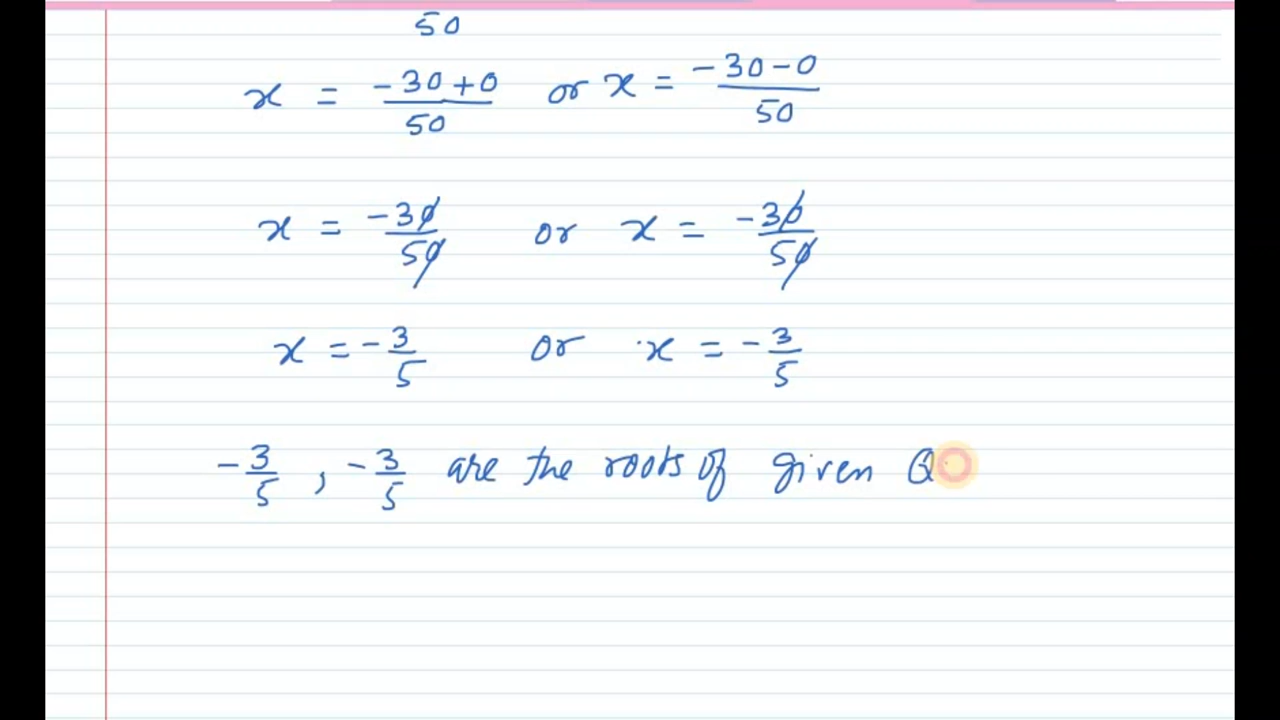 50
x = -30+0/50 or x = -30-0/50
x = -30/50 or x = -30/50
x = -3/5 or x = -3/5
-3/5, -3/5 are the roots of given Q